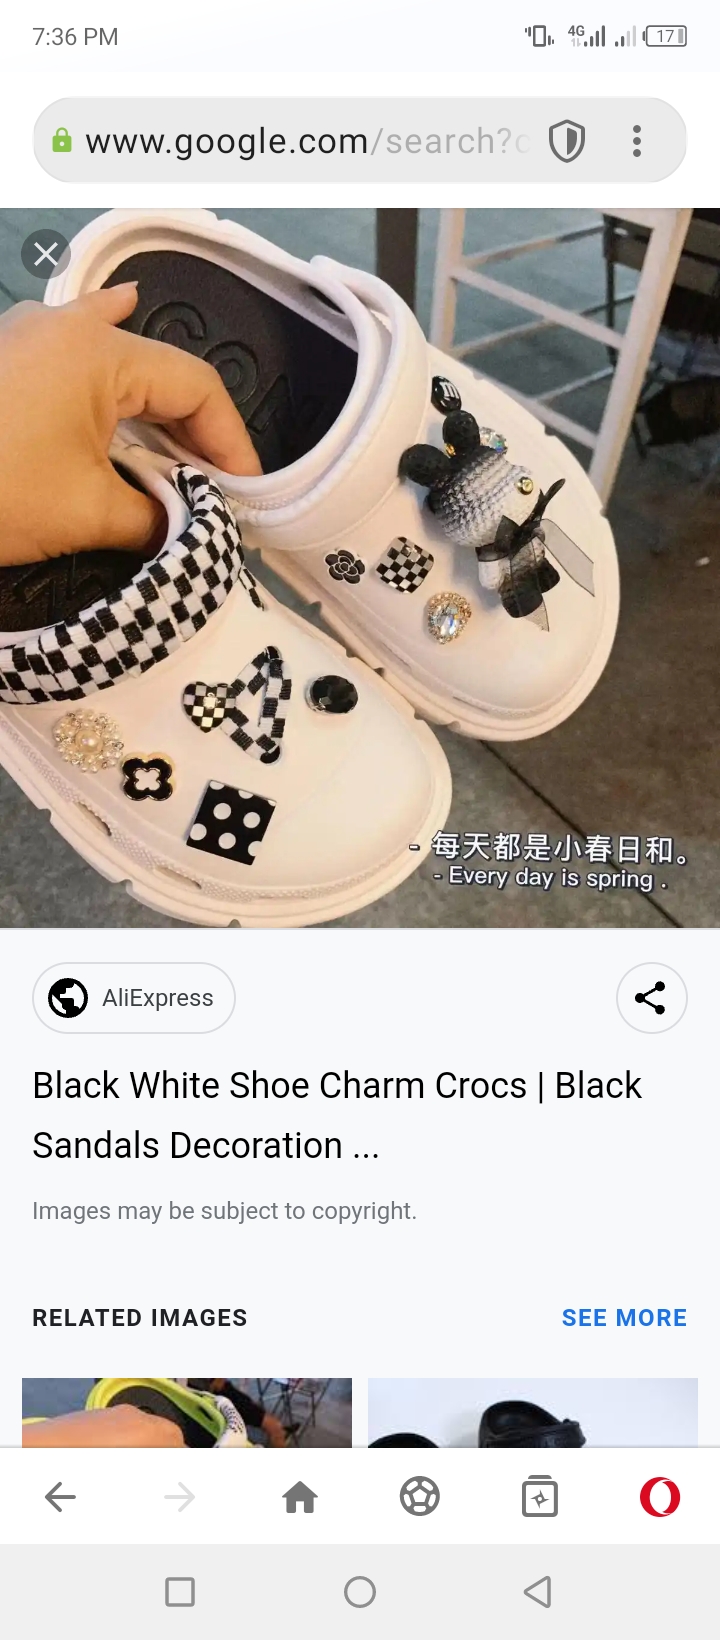 7:36 PM
4G
17
www.google.com/search?
- 每天都是小春日和。
- Every day is spring .
AliExpress
Black White Shoe Charm Crocs | Black
Sandals Decoration ...
Images may be subject to copyright.
RELATED IMAGES
SEE MORE